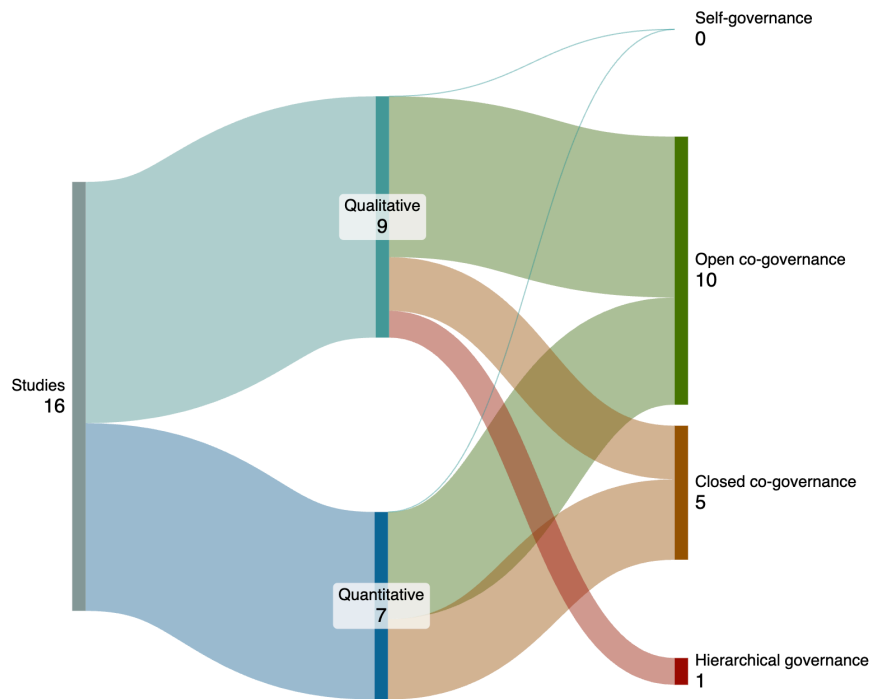 Self-governance
0
Qualitative
9
Open co-governance
10
Studies
16
Closed co-governance
5
Quantitative
7
Hierarchical governance
1